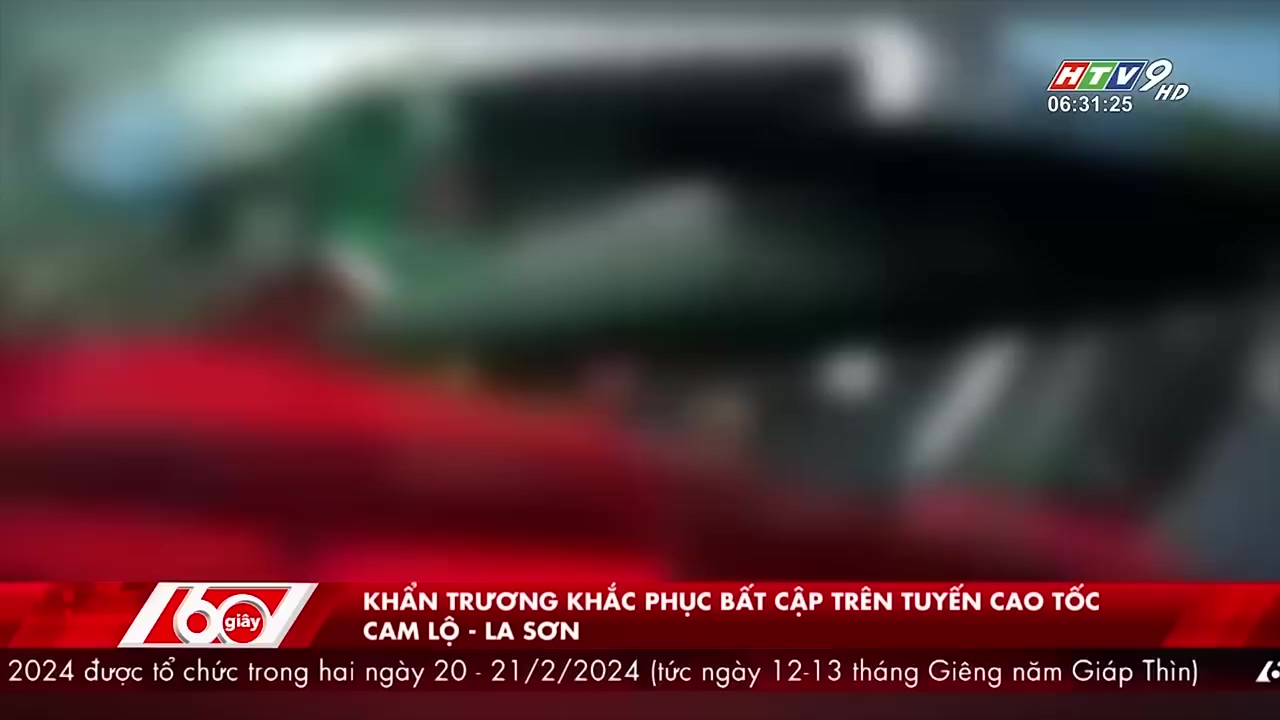 HTV9 HD
06:31:25
60 giây
KHẨN TRƯƠNG KHẮC PHỤC BẤT CẬP TRÊN TUYẾN CAO TỐC
CAM LỘ - LA SƠN
2024 được tổ chức trong hai ngày 20 - 21/2/2024 (tức ngày 12-13 tháng Giêng năm Giáp Thìn)